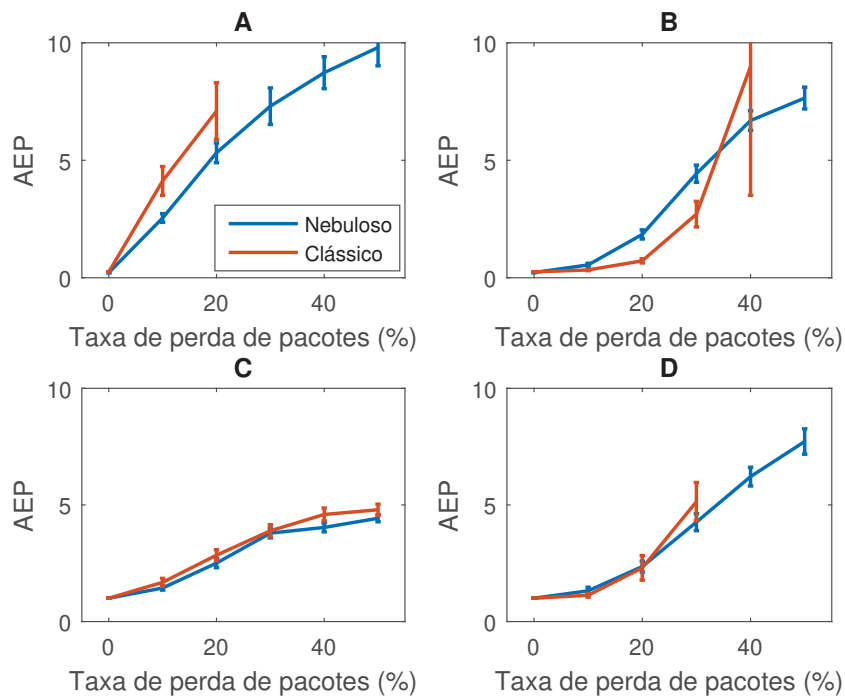 A
10
5
0
AEP
0
20
40
Taxa de perda de pacotes (%)
Nebuloso
Clássico
B
10
5
0
AEP
0
20
40
Taxa de perda de pacotes (%)
C
10
5
0
AEP
0
20
40
Taxa de perda de pacotes (%)
D
10
5
0
AEP
0
20
40
Taxa de perda de pacotes (%)